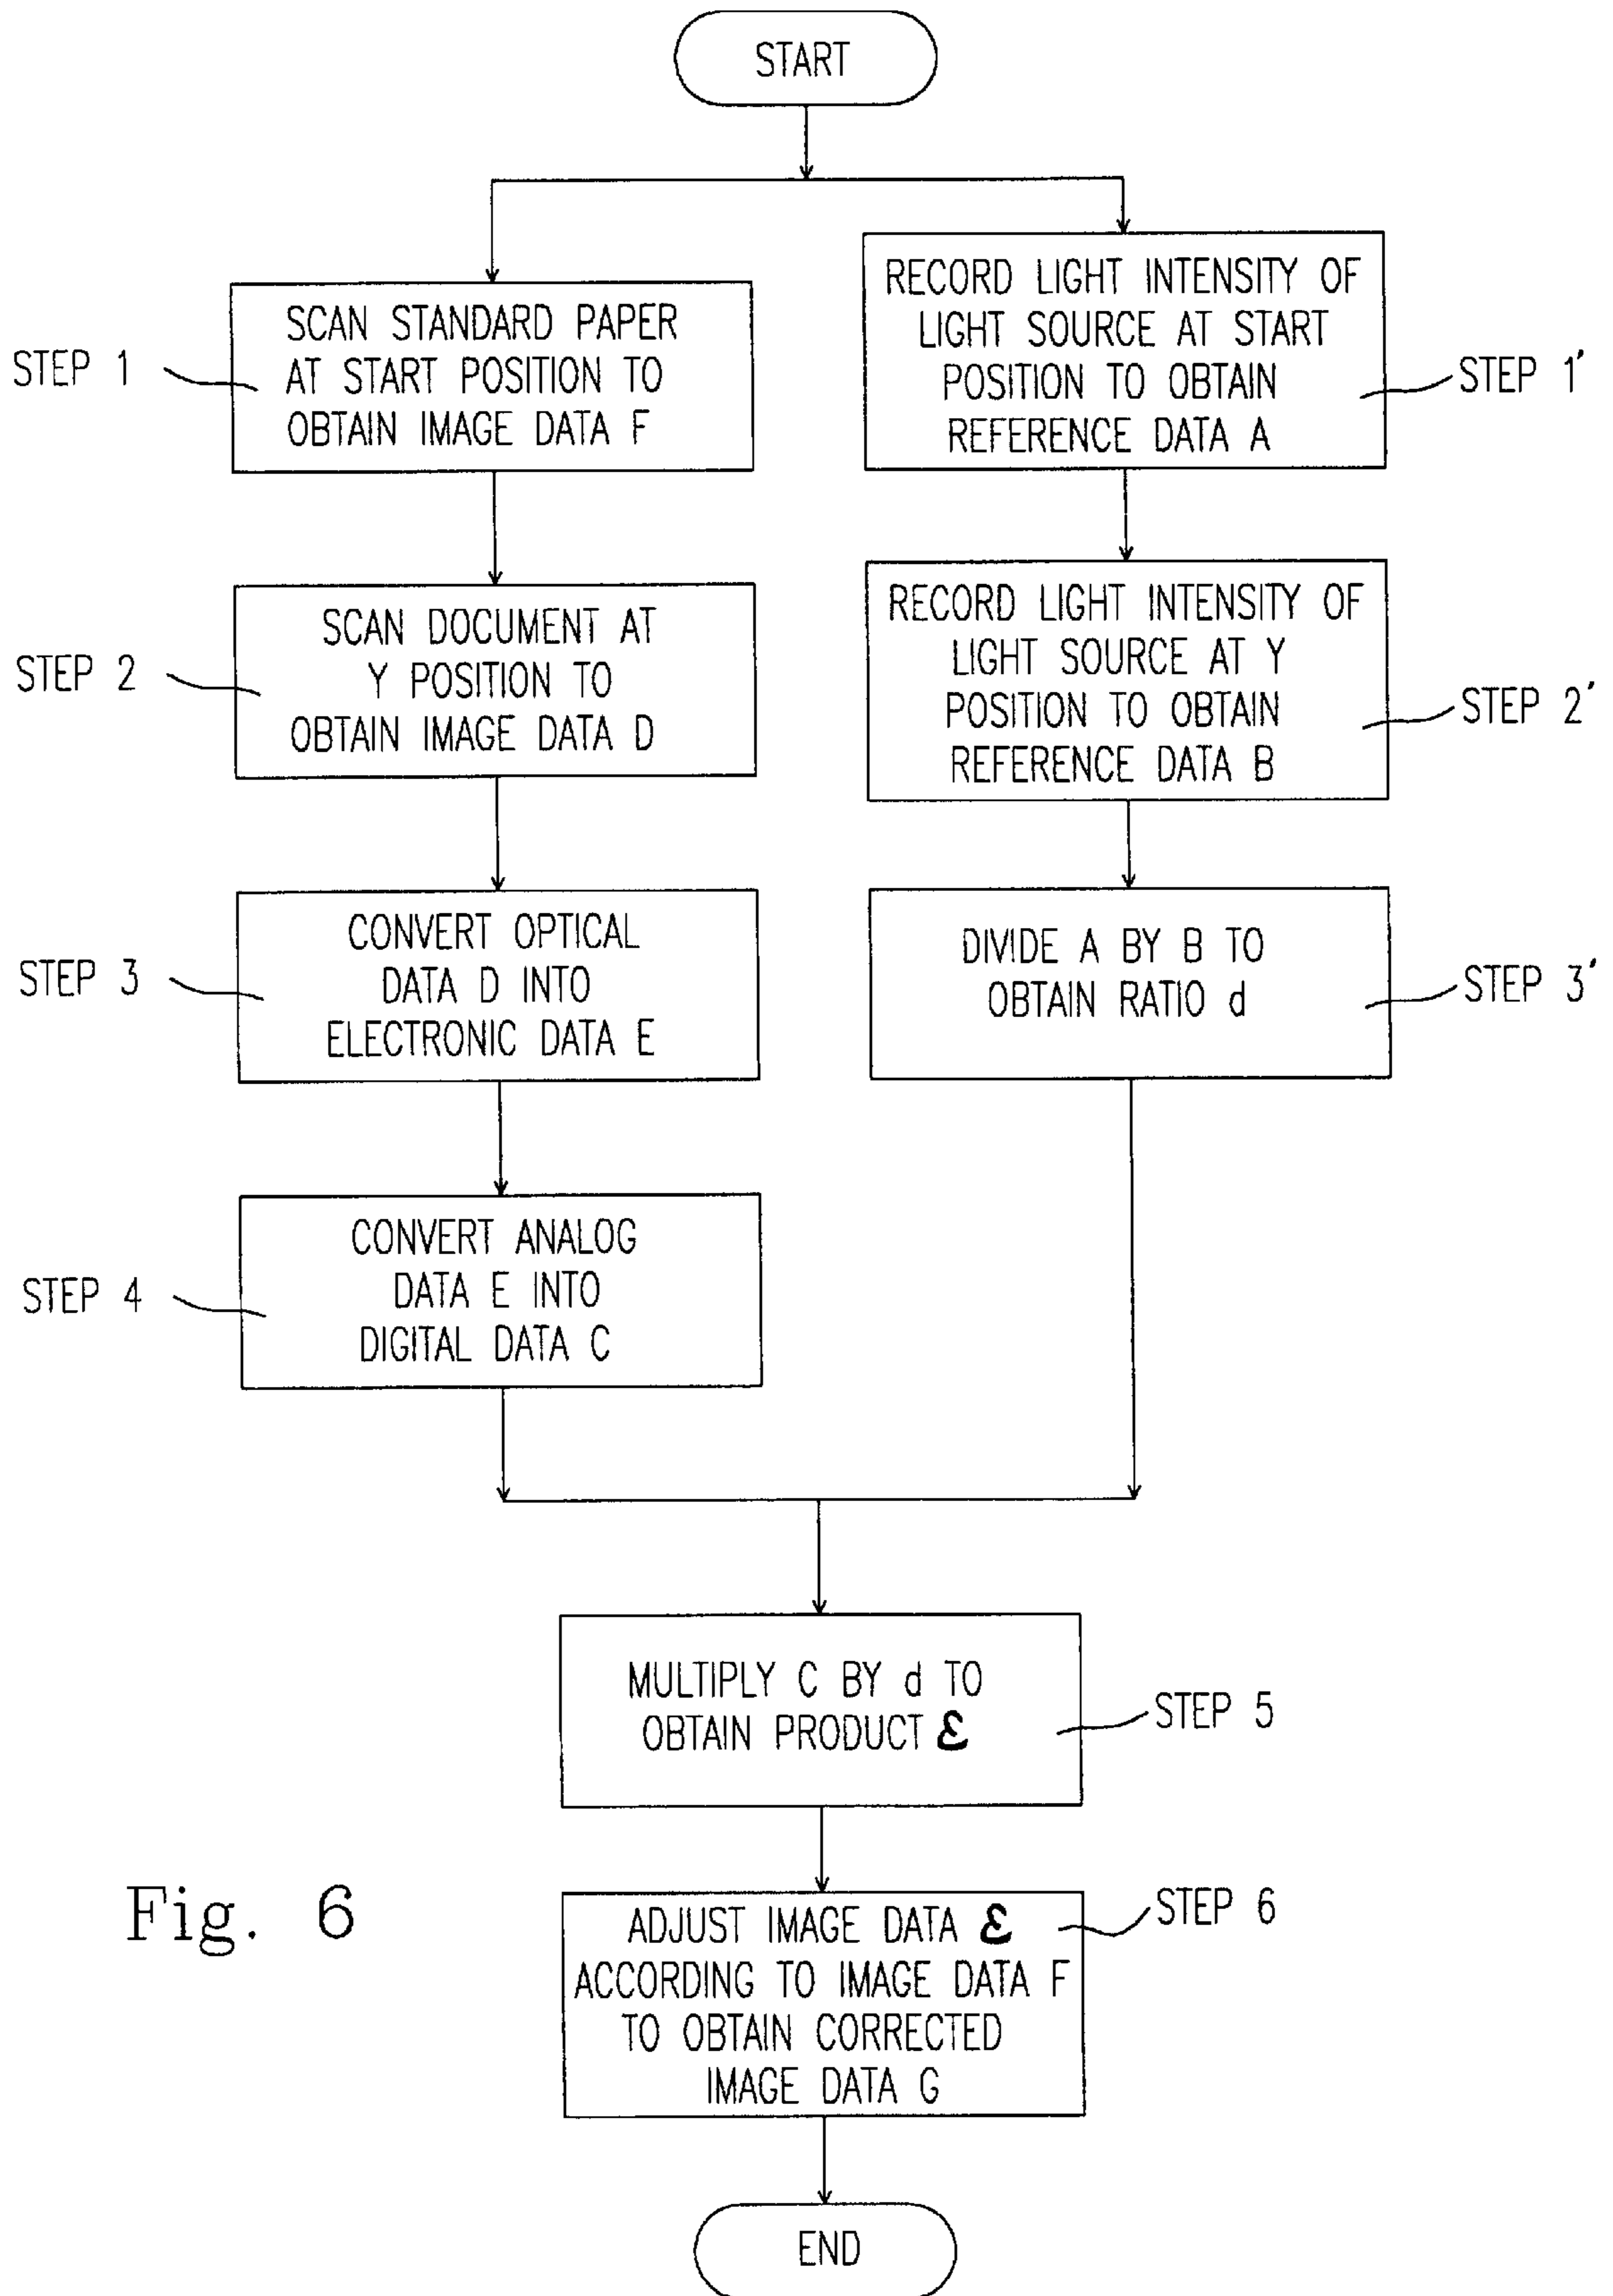 START
SCAN STANDARD PAPER
AT START POSITION TO
OBTAIN IMAGE DATA F
STEP 1
RECORD LIGHT INTENSITY OF
LIGHT SOURCE AT START
POSITION TO OBTAIN
REFERENCE DATA A
STEP 1'
SCAN DOCUMENT AT
Y POSITION TO
OBTAIN IMAGE DATA D
STEP 2
RECORD LIGHT INTENSITY OF
LIGHT SOURCE AT Y
POSITION TO OBTAIN
REFERENCE DATA B
STEP 2'
CONVERT OPTICAL
DATA D INTO
ELECTRONIC DATA E
STEP 3
DIVIDE A BY B TO
OBTAIN RATIO d
STEP 3'
CONVERT ANALOG
DATA E INTO
DIGITAL DATA C
STEP 4
MULTIPLY C BY d TO
OBTAIN PRODUCT ε
STEP 5
ADJUST IMAGE DATA ε
ACCORDING TO IMAGE DATA F
TO OBTAIN CORRECTED
IMAGE DATA G
STEP 6
END
Fig. 6